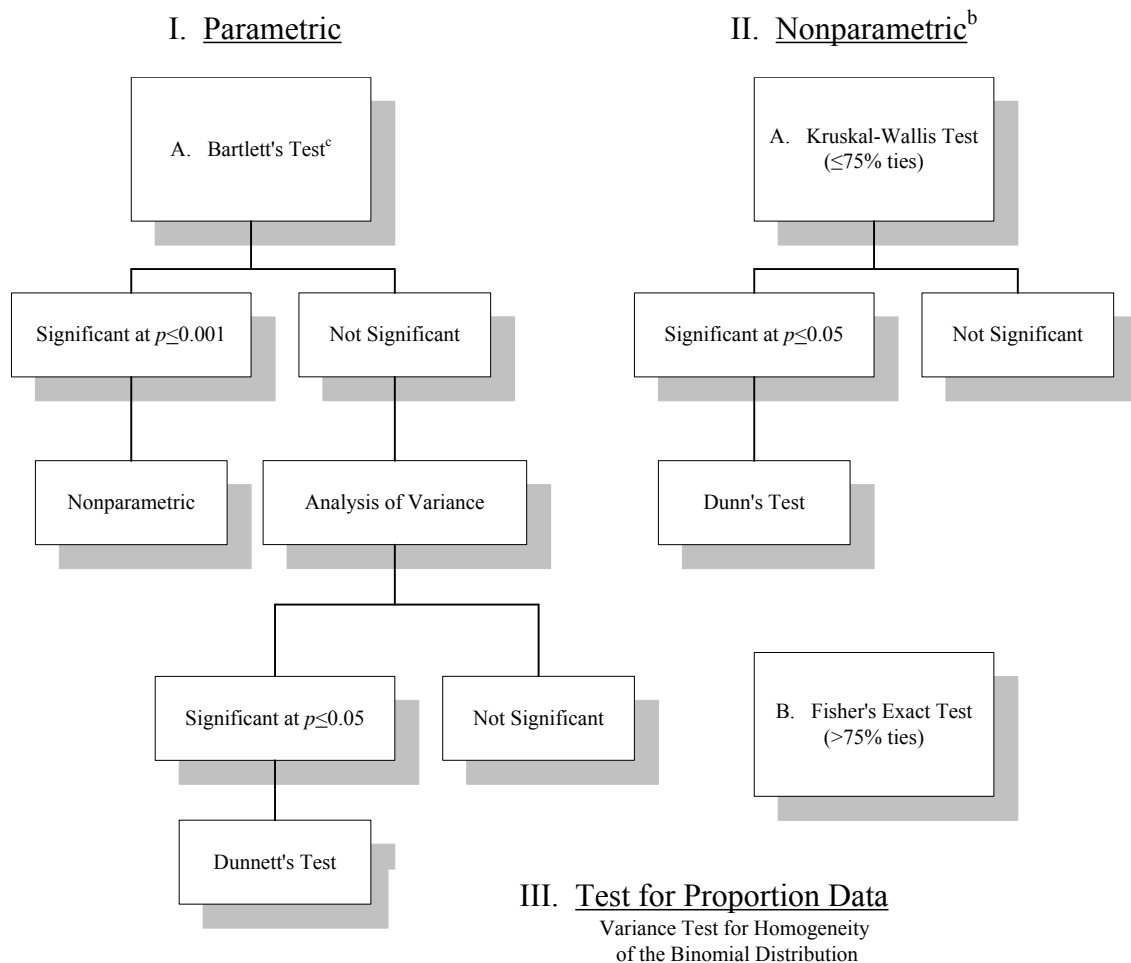 I. Parametric
A. Bartlett's Testᶜ
Significant at p≤0.001
Not Significant
Nonparametric
Analysis of Variance
Significant at p≤0.05
Not Significant
Dunnett's Test
II. Nonparametricᵇ
A. Kruskal-Wallis Test
(≤75% ties)
Significant at p≤0.05
Not Significant
Dunn's Test
B. Fisher's Exact Test
(>75% ties)
III. Test for Proportion Data
Variance Test for Homogeneity
of the Binomial Distribution